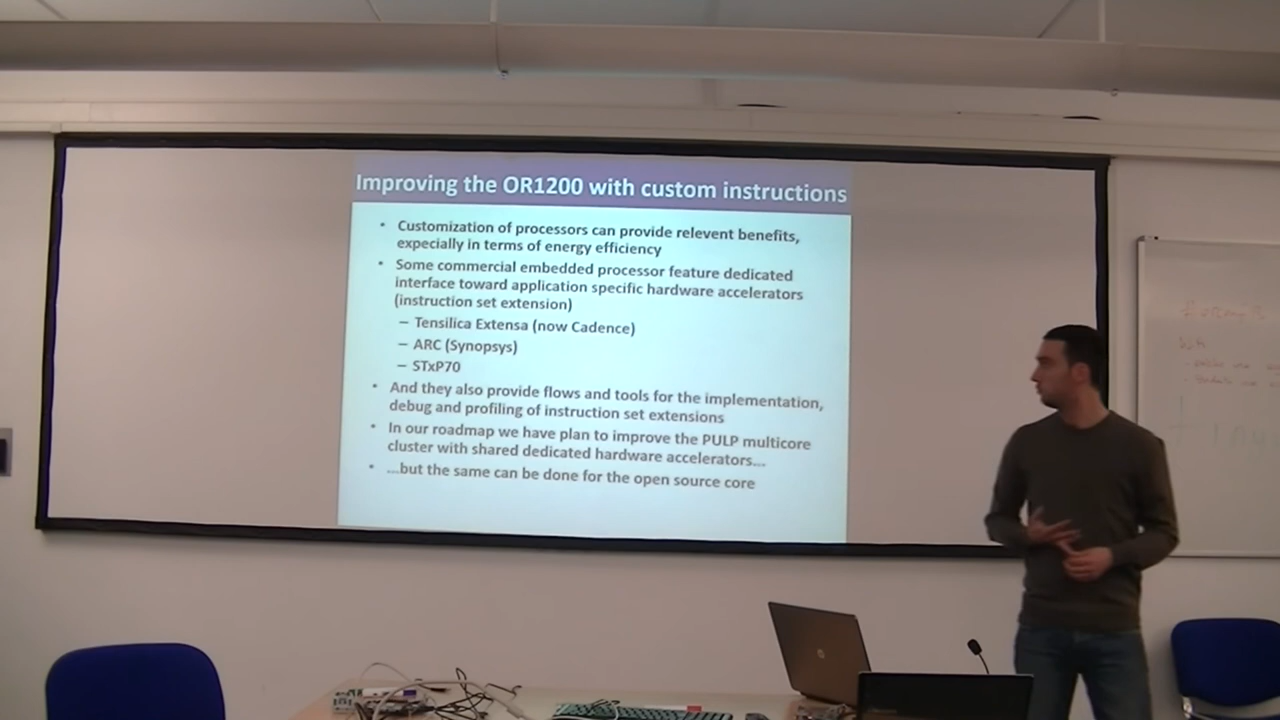 Improving the OR1200 with custom instructions
• Customization of processors can provide relevent benefits,
expecially in terms of energy efficiency
• Some commercial embedded processor feature dedicated
interface toward application specific hardware accelerators
(instruction set extension)
– Tensilica Extensa (now Cadence)
– ARC (Synopsys)
– STxP70
• And they also provide flows and tools for the implementation,
debug and profiling of instruction set extensions
• In our roadmap we have plan to improve the PULP multicore
cluster with shared dedicated hardware accelerators...
• ...but the same can be done for the open source core